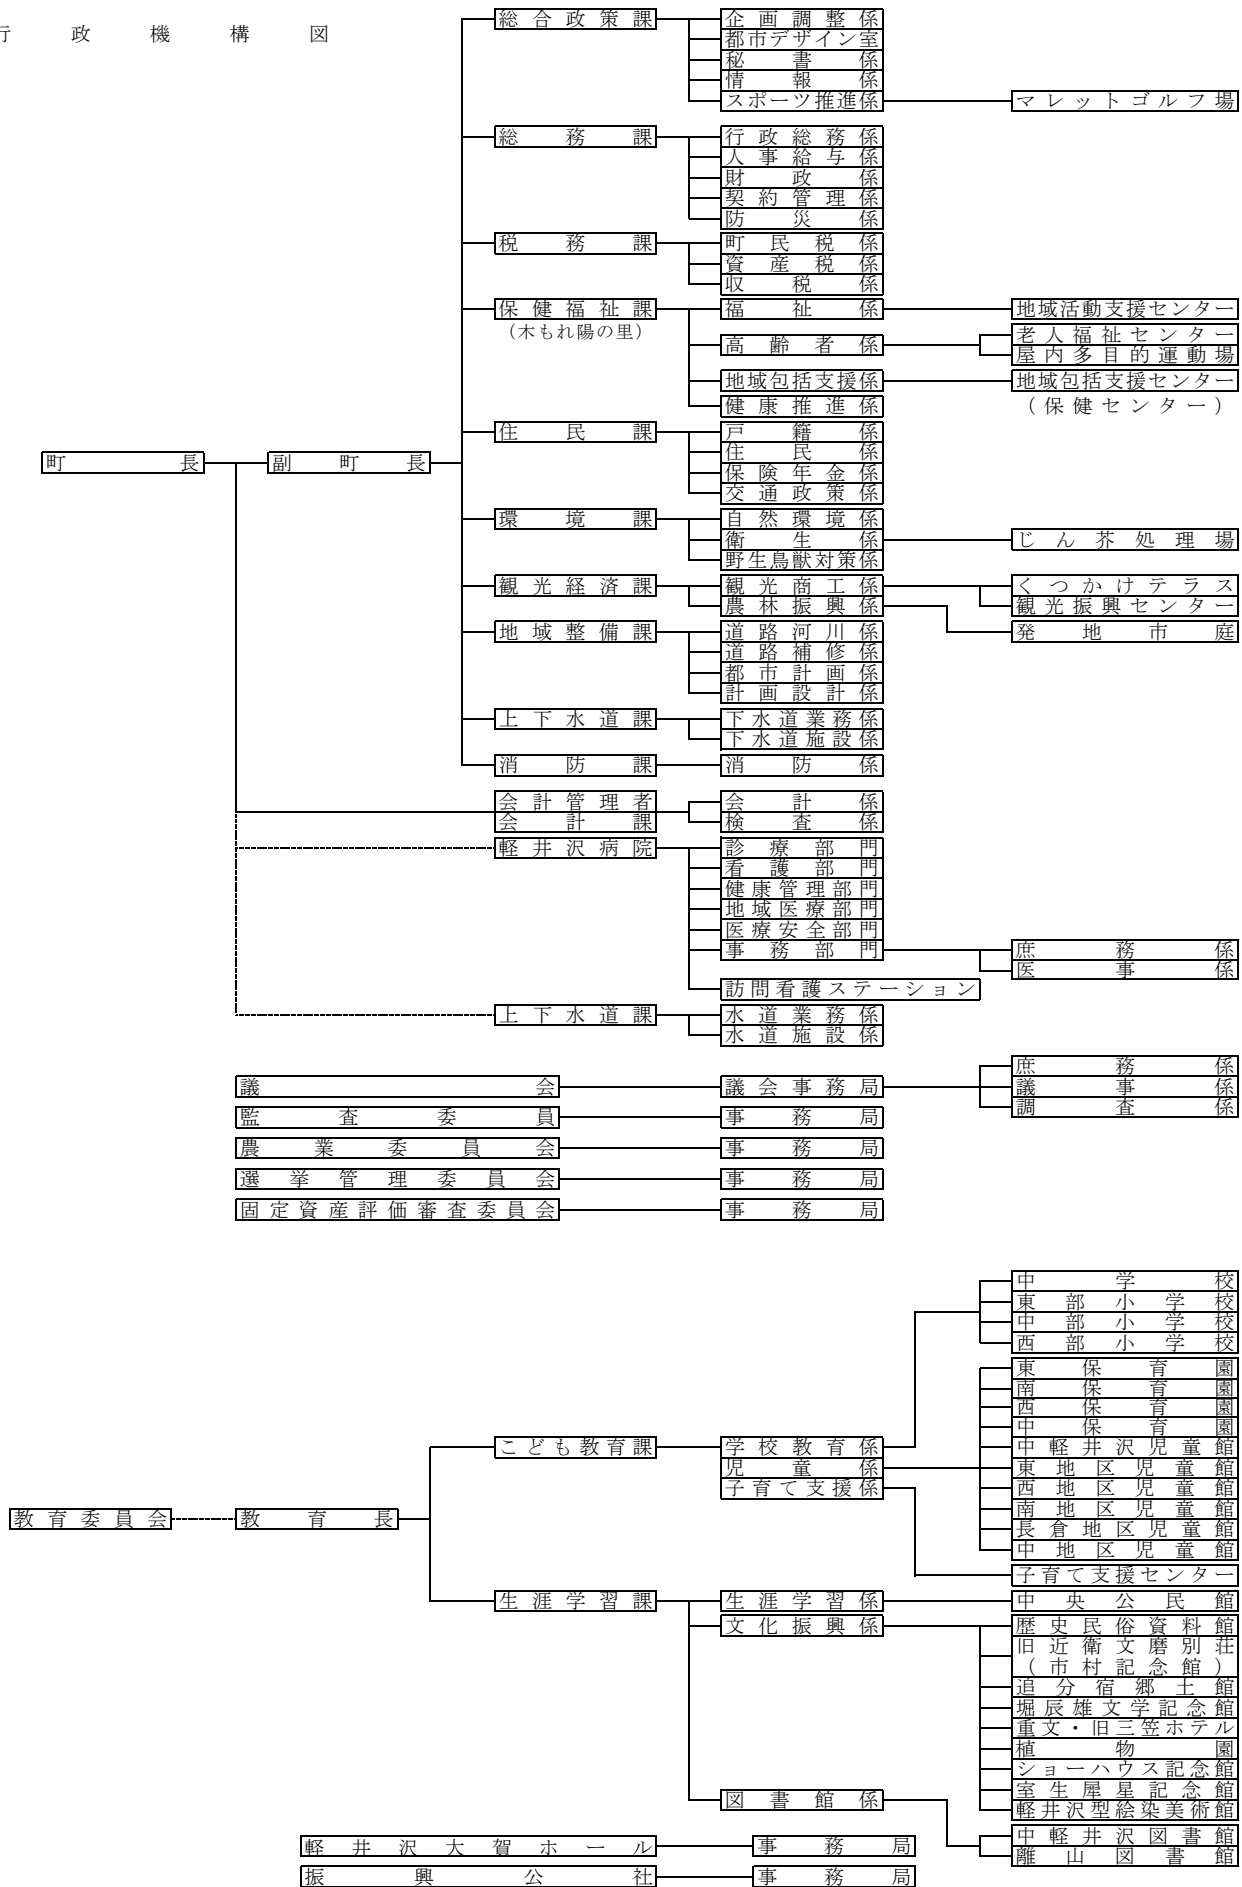 行政機構図
町長
副町長
総合政策課
企画調整係
都市デザイン室
秘書係
情報係
スポーツ推進係
マレットゴルフ場
総務課
行政総務係
人事給与係
財政係
契約管理係
防災係
税務課
町民税係
資産税係
収税係
保健福祉課
(木もれ陽の里)
福祉係
地域活動支援センター
高齢者係
老人福祉センター
屋内多目的運動場
地域包括支援係
地域包括支援センター
(保健センター)
健康推進係
住民課
戸籍係
住民係
保険年金係
交通政策係
環境課
自然環境係
衛生係
じん芥処理場
野生鳥獣対策係
観光経済課
観光商工係
くつかけテラス
観光振興センター
農林振興係
発地市庭
地域整備課
道路河川係
道路補修係
都市計画係
計画設計係
上下水道課
下水道業務係
下水道施設係
消防課
消防係
会計管理者
会計課
会計係
検査係
軽井沢病院
診療部門
看護部門
健康管理部門
地域医療部門
医療安全部門
事務部門
庶務係
医事係
訪問看護ステーション
上下水道課
水道業務係
水道施設係
議会
議会事務局
庶務係
議事係
調査係
監査委員
事務局
農業委員会
事務局
選挙管理委員会
事務局
固定資産評価審査委員会
事務局
教育委員会
教育長
こども教育課
学校教育係
中学校
東部小学校
中部小学校
西部小学校
児童係
東保育園
南保育園
西保育園
中保育園
中軽井沢児童館
東地区児童館
西地区児童館
南地区児童館
長倉地区児童館
中地区児童館
子育て支援係
子育て支援センター
生涯学習課
生涯学習係
中央公民館
文化振興係
歴史民俗資料館
旧近衛文磨別荘
(市村記念館)
追分宿郷土館
堀辰雄文学記念館
重文・旧三笠ホテル
植物園
ショーハウス記念館
室生犀星記念館
軽井沢型絵染美術館
図書館係
中軽井沢図書館
離山図書館
軽井沢大賀ホール
事務局
振興公社
事務局